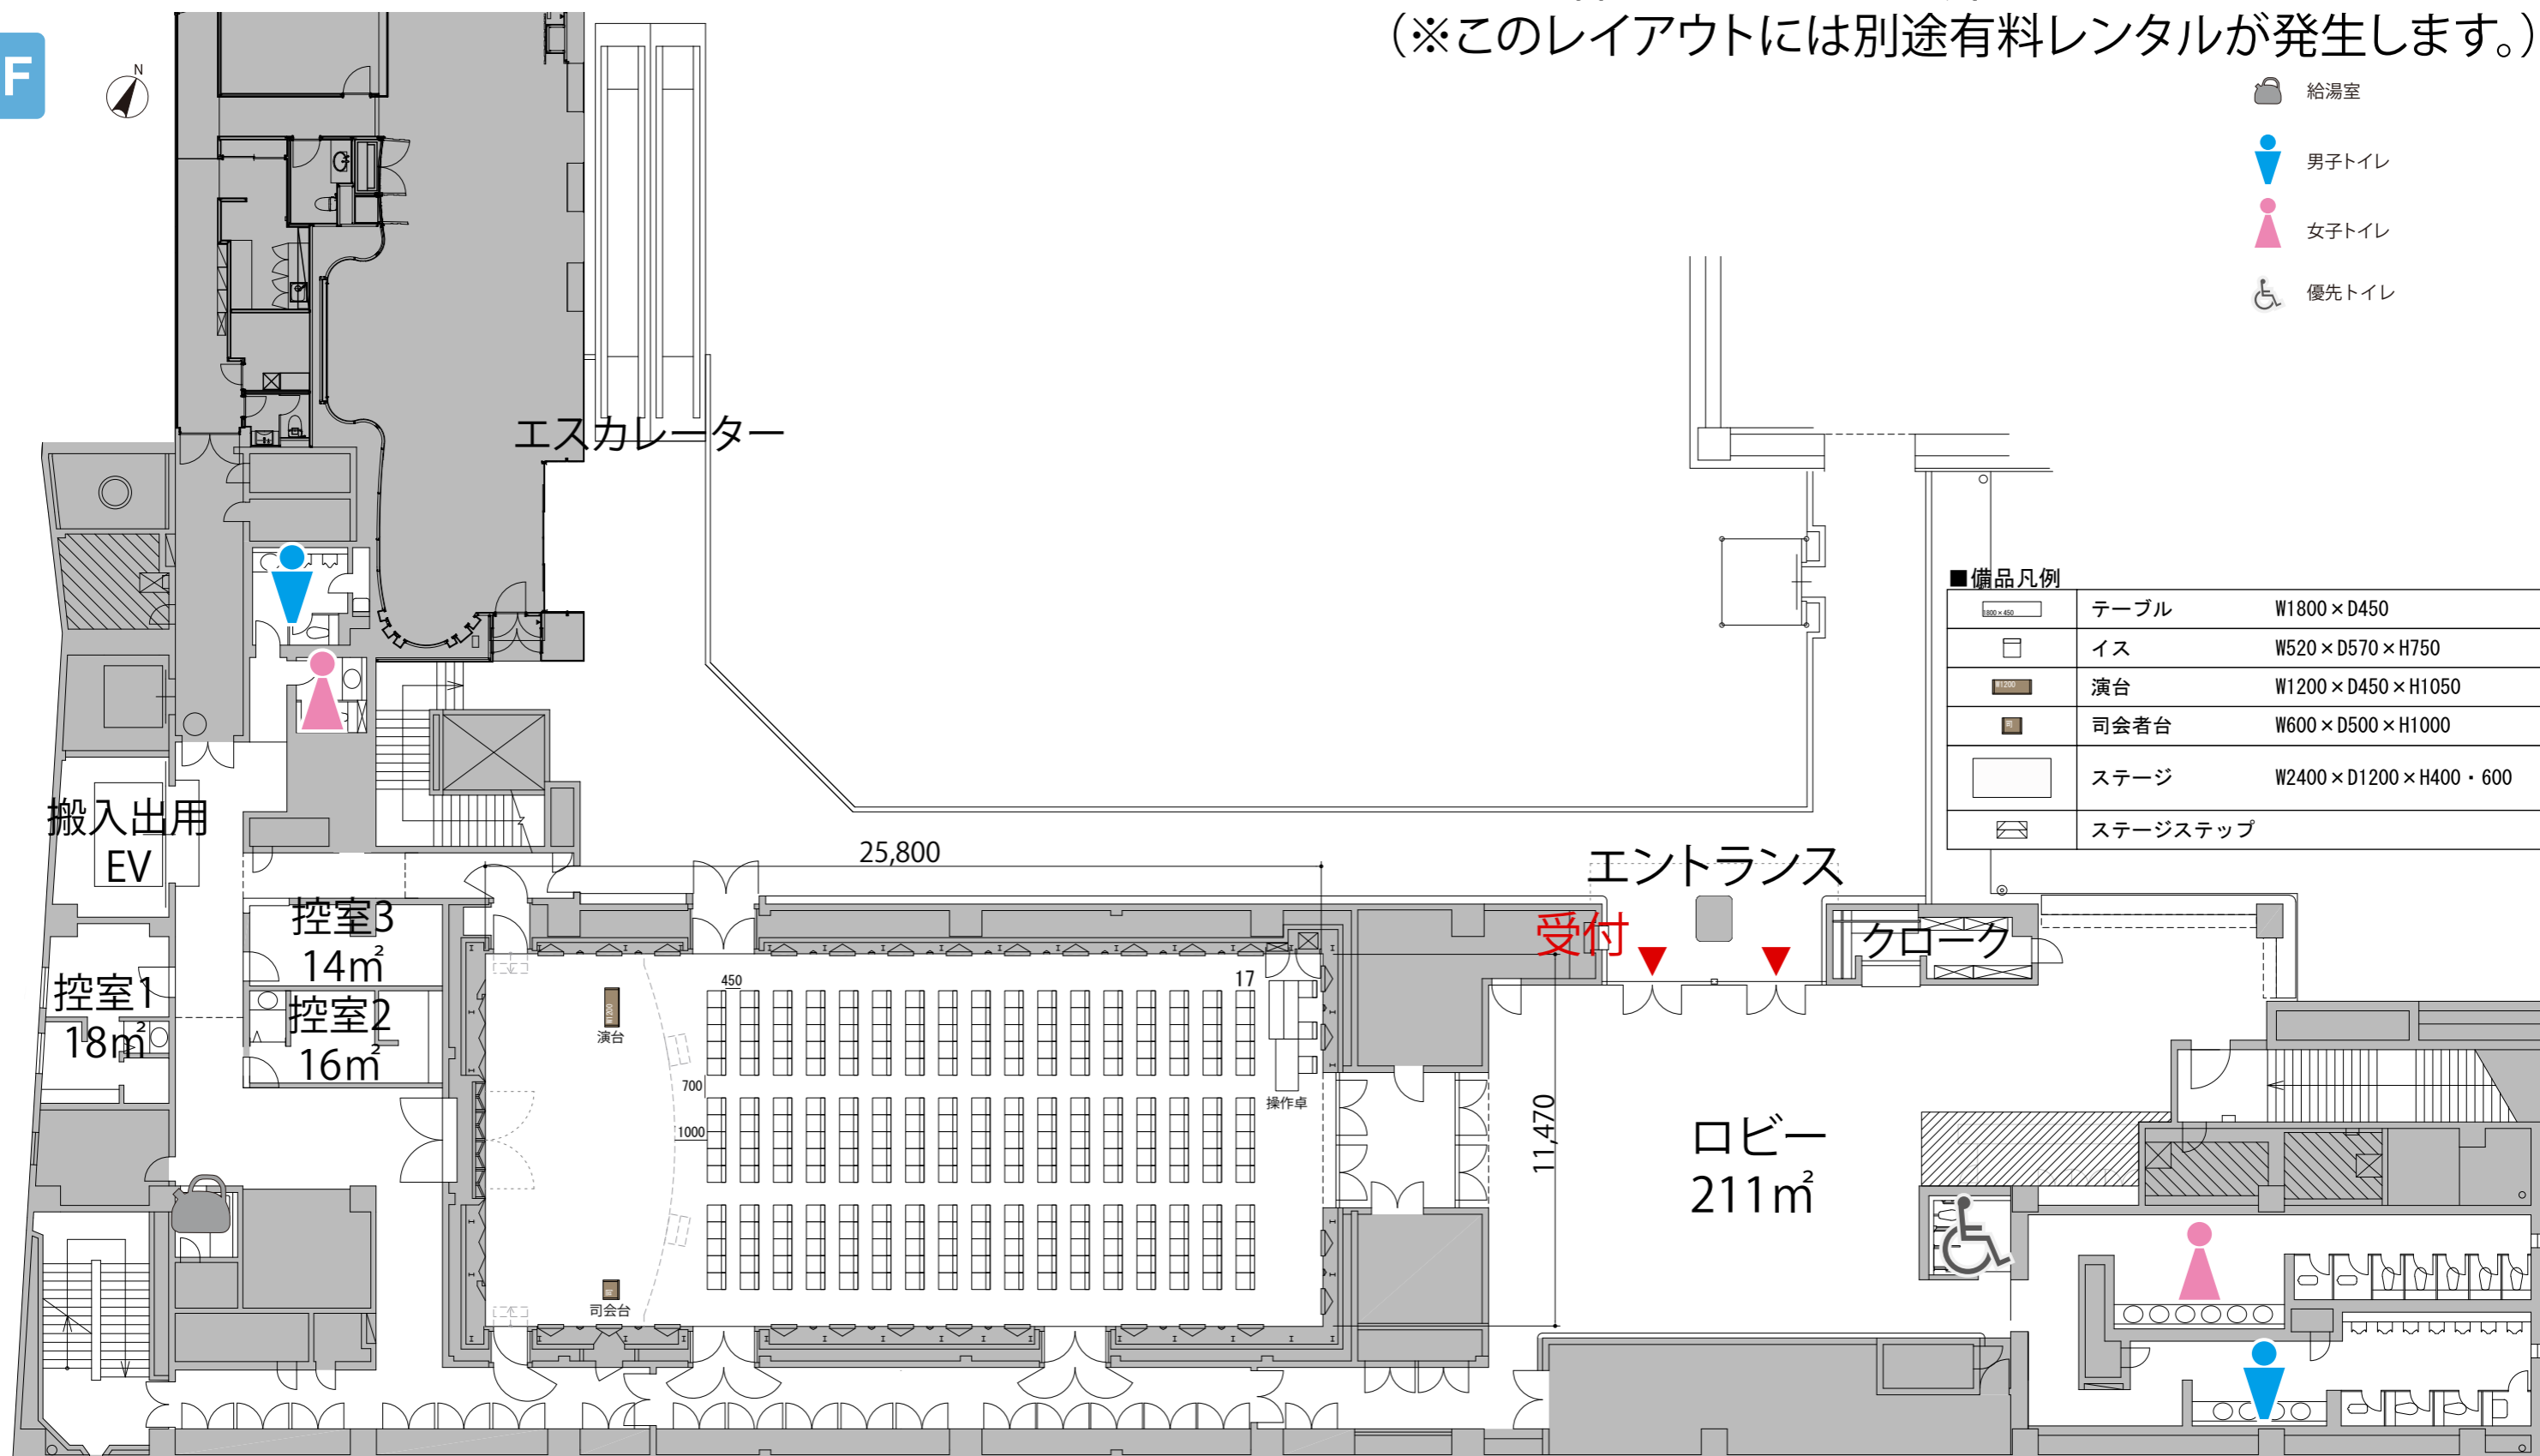 (※このレイアウトには別途有料レンタルが発生します。)
F
N
給湯室
男子トイレ
女子トイレ
優先トイレ
エスカレーター
■備品凡例
1800×450 テーブル W1800×D450
イス W520×D570×H750
W1200 演台 W1200×D450×H1050
司 司会者台 W600×D500×H1000
ステージ W2400×D1200×H400・600
ステージステップ
搬入出用
EV
25,800
エントランス
受付
クローク
控室3
14㎡
控室1
18㎡
控室2
16㎡
450
17
W1200
演台
700
1000
操作卓
11,470
ロビー
211㎡
司
司会台